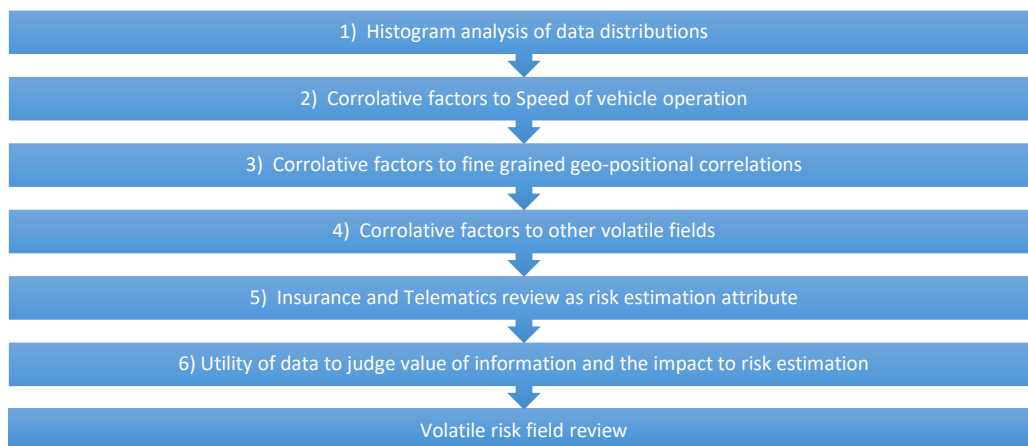 1) Histogram analysis of data distributions
2) Corrolative factors to Speed of vehicle operation
3) Corrolative factors to fine grained geo-positional correlations
4) Corrolative factors to other volatile fields
5) Insurance and Telematics review as risk estimation attribute
6) Utility of data to judge value of information and the impact to risk estimation
Volatile risk field review